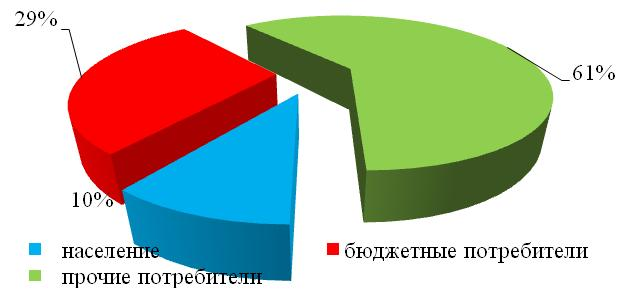 29%
61%
10%
население
бюджетные потребители
прочие потребители